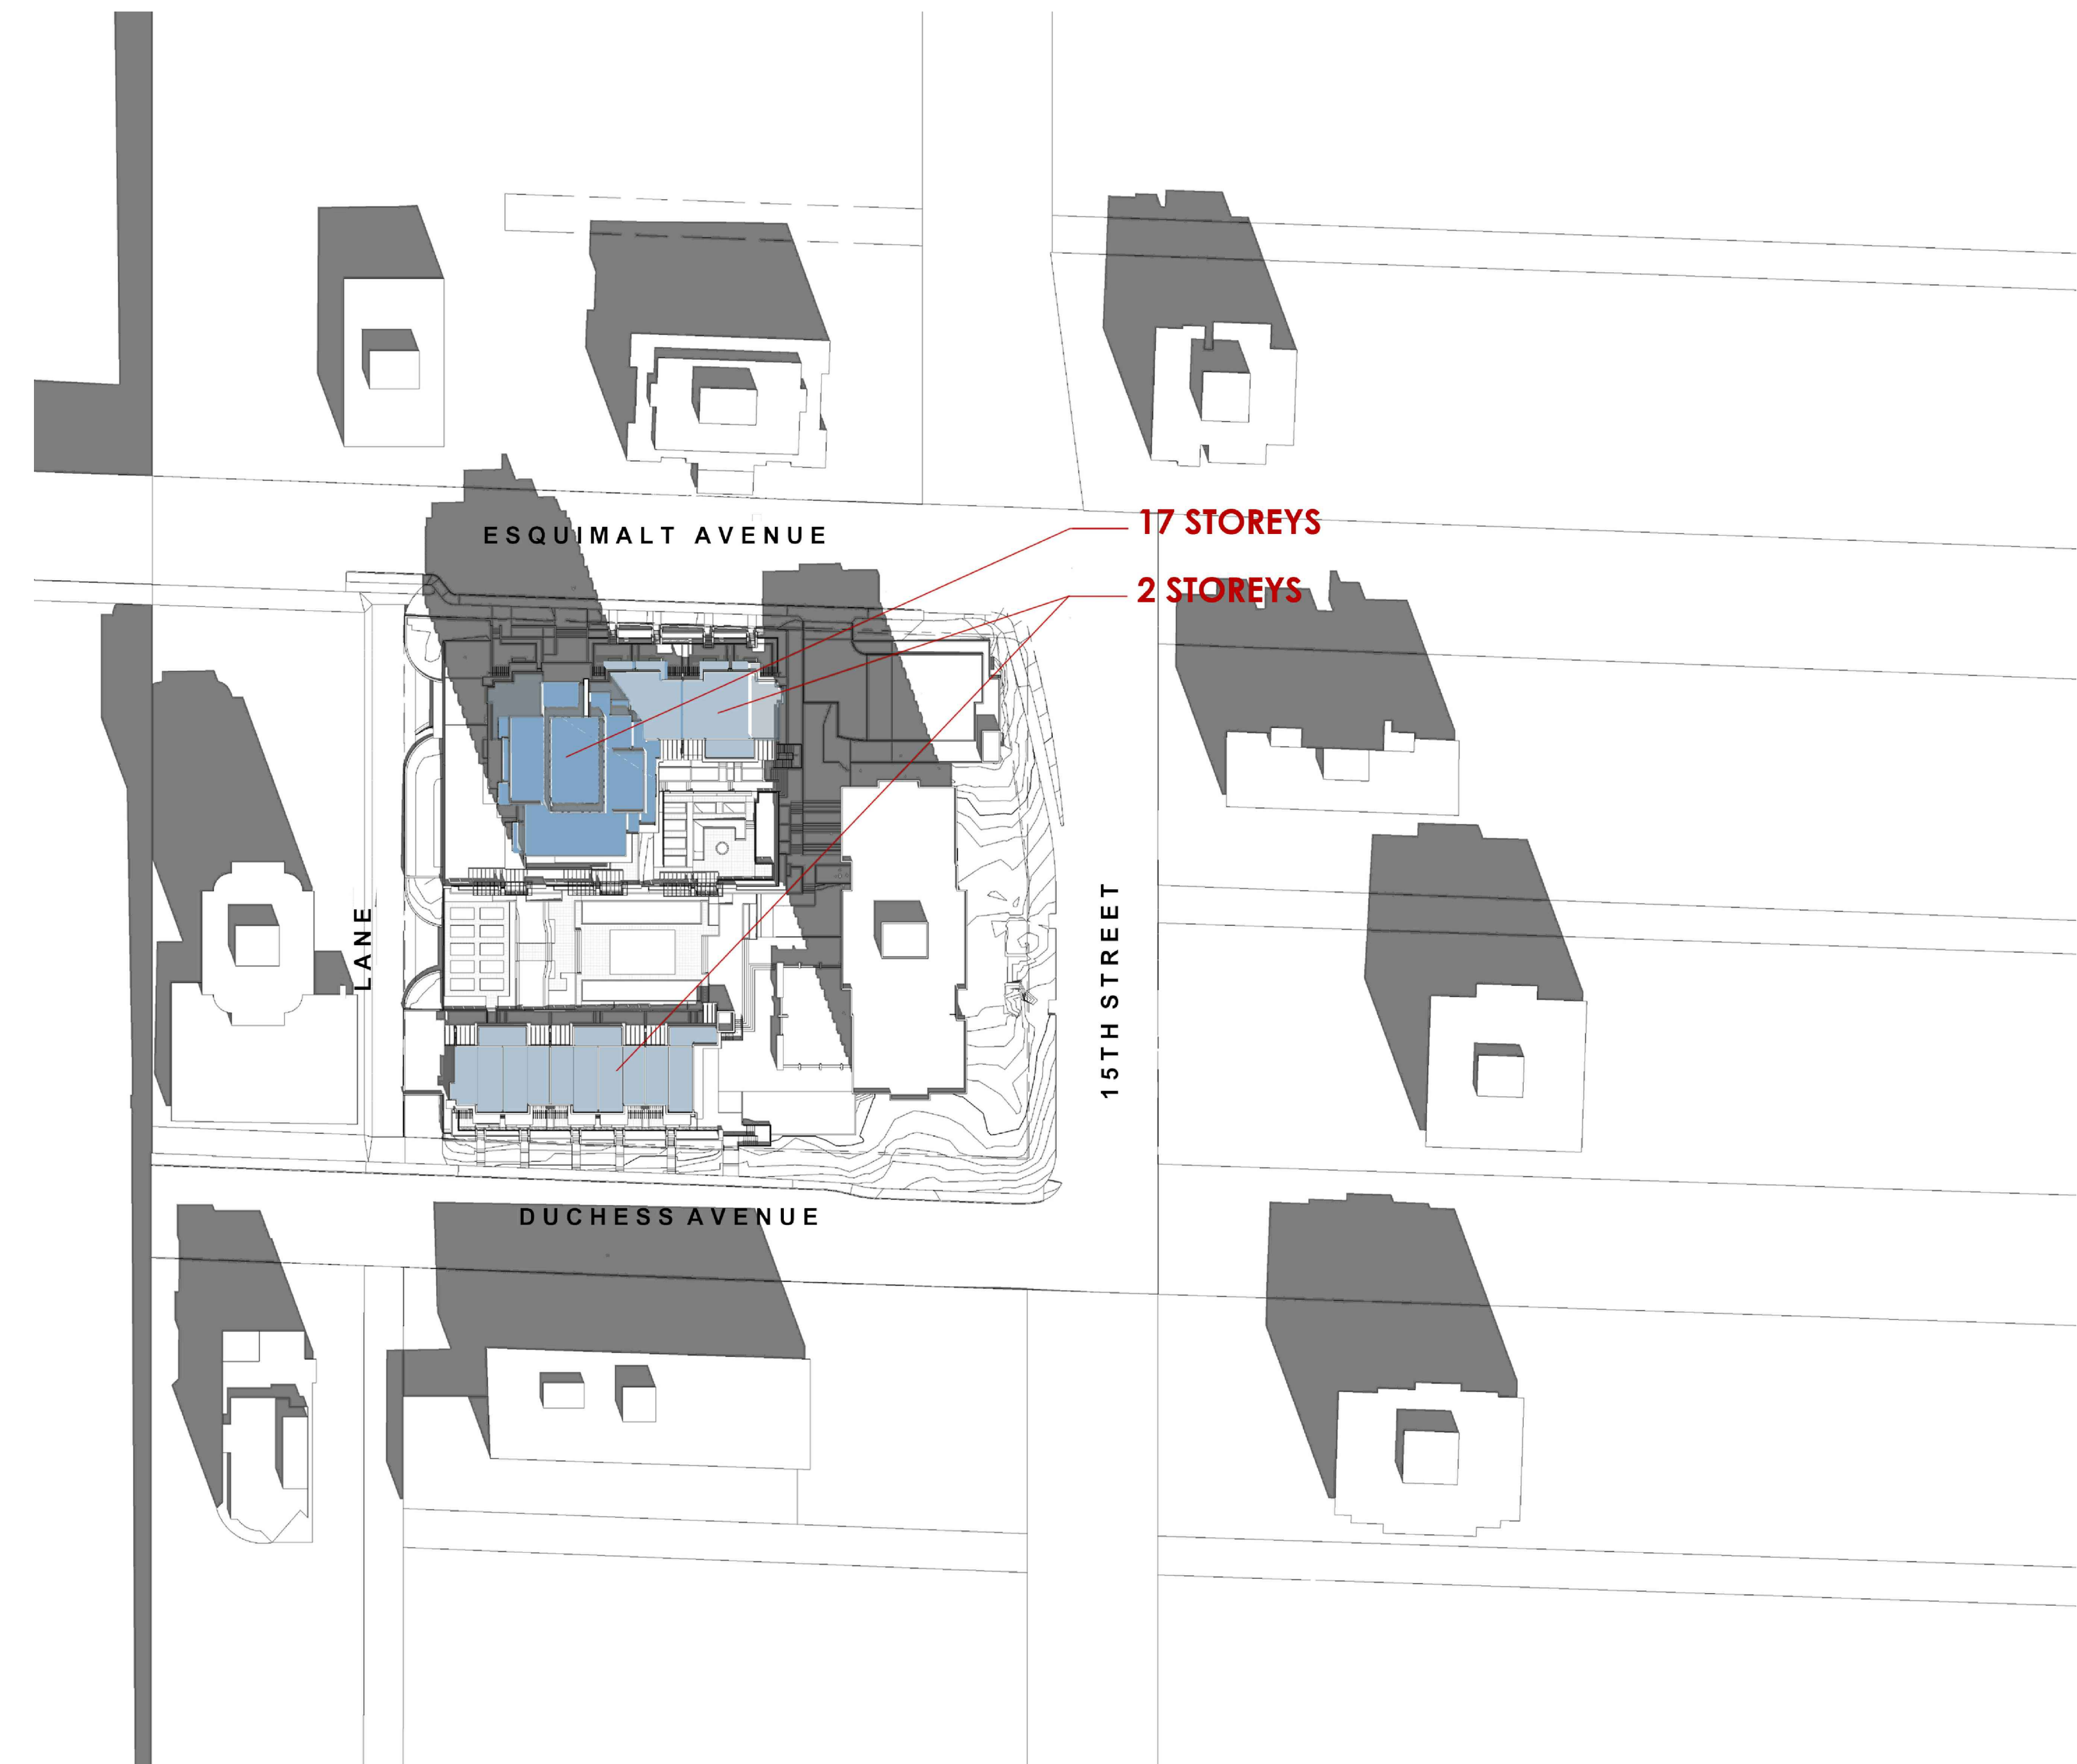 17 STOREYS
ESQUIMALT AVENUE
2 STOREYS
LANE
15TH STREET
DUCHESS AVENUE